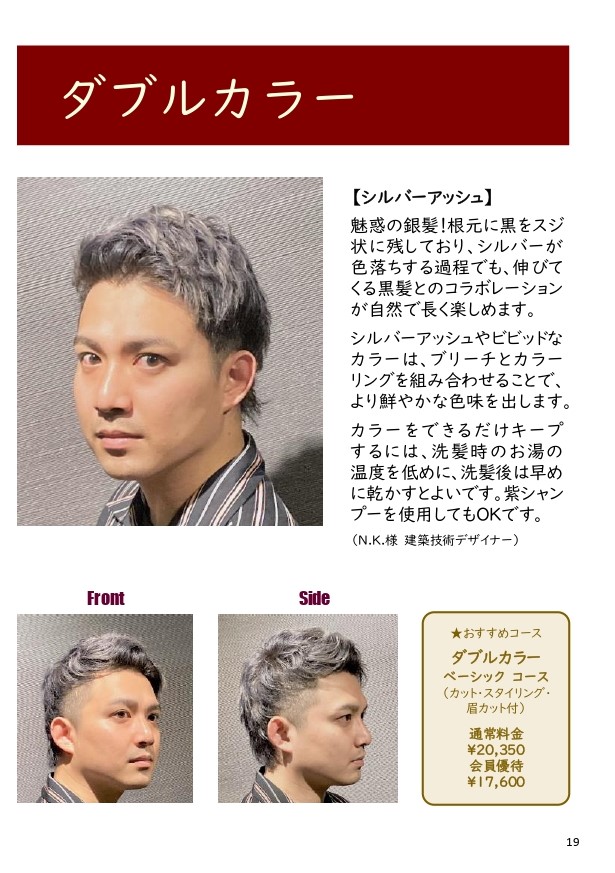 ダブルカラー
【シルバーアッシュ】
魅惑の銀髪！根元に黒をスジ
状に残しており、シルバーが
色落ちする過程でも、伸びて
くる黒髪とのコラボレーション
が自然で長く楽しめます。
シルバーアッシュやビビッドな
カラーは、ブリーチとカラー
リングを組み合わせることで、
より鮮やかな色味を出します。
カラーをできるだけキープ
するには、洗髪時のお湯の
温度を低めに、洗髪後は早め
に乾かすとよいです。紫シャン
プーを使用してもOKです。
（N.K.様 建築技術デザイナー）
Front
Side
★おすすめコース
ダブルカラー
ベーシック コース
（カット・スタイリング・
眉カット付）
通常料金
¥20,350
会員優待
¥17,600
19